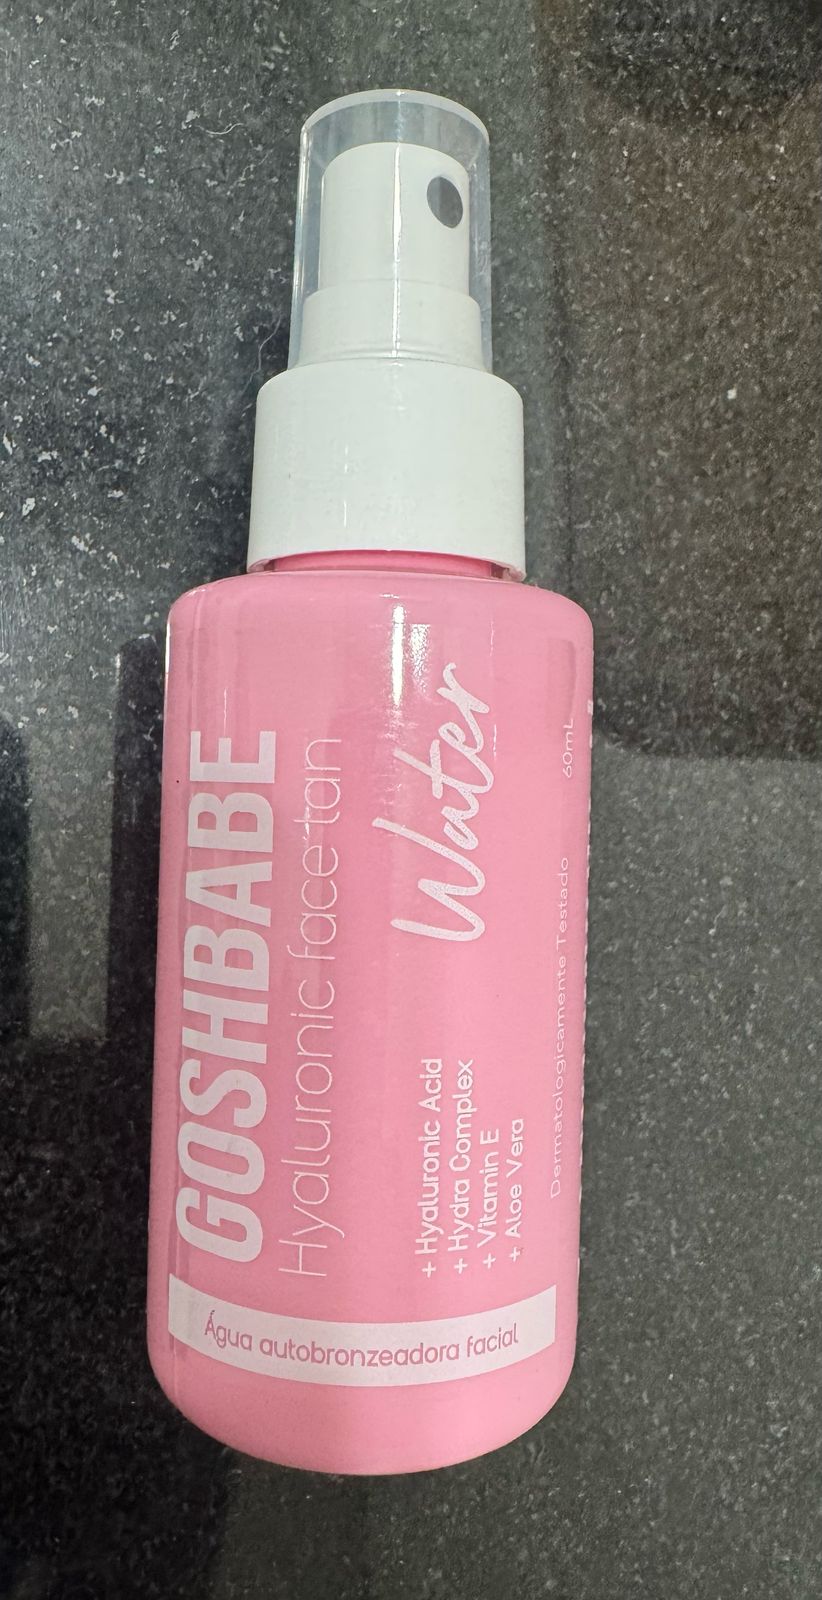 GOSHBABE
Hyaluronic face tan
Water
+ Hyaluronic Acid
+ Hydra Complex
+ Vitamin E
+ Aloe Vera
Dermatologicamente Testado 60mL
Água autobronzeadora facial